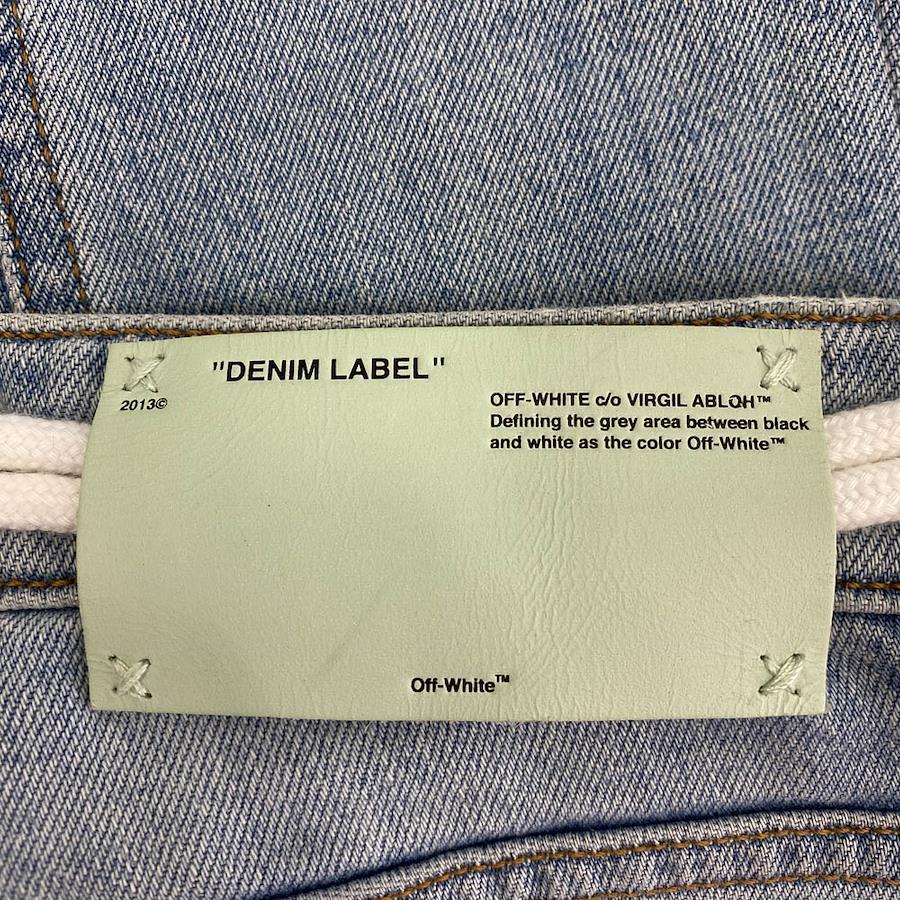 "DENIM LABEL"
2013©
OFF-WHITE c/o VIRGIL ABLOH™
Defining the grey area between black
and white as the color Off-White™
Off-White™